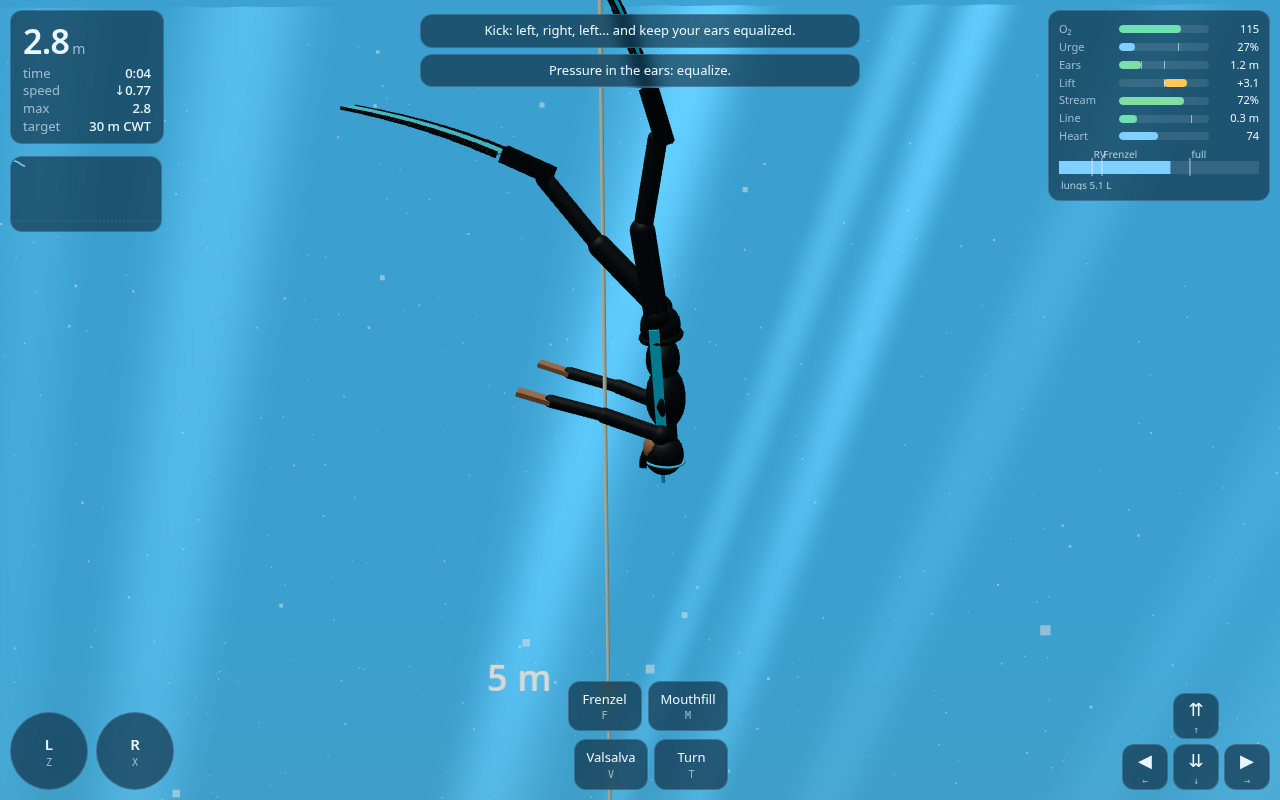 2.8 m
time 0:04
speed ↓0.77
max 2.8
target 30 m CWT
Kick: left, right, left... and keep your ears equalized.
Pressure in the ears: equalize.
O₂ 115
Urge 27%
Ears 1.2 m
Lift +3.1
Stream 72%
Line 0.3 m
Heart 74
RV Frenzel full
lungs 5.1 L
5 m
Frenzel
F
Mouthfill
M
Valsalva
V
Turn
T
L
Z
R
X
⇈
↑
◀
←
⇊
↓
▶
→